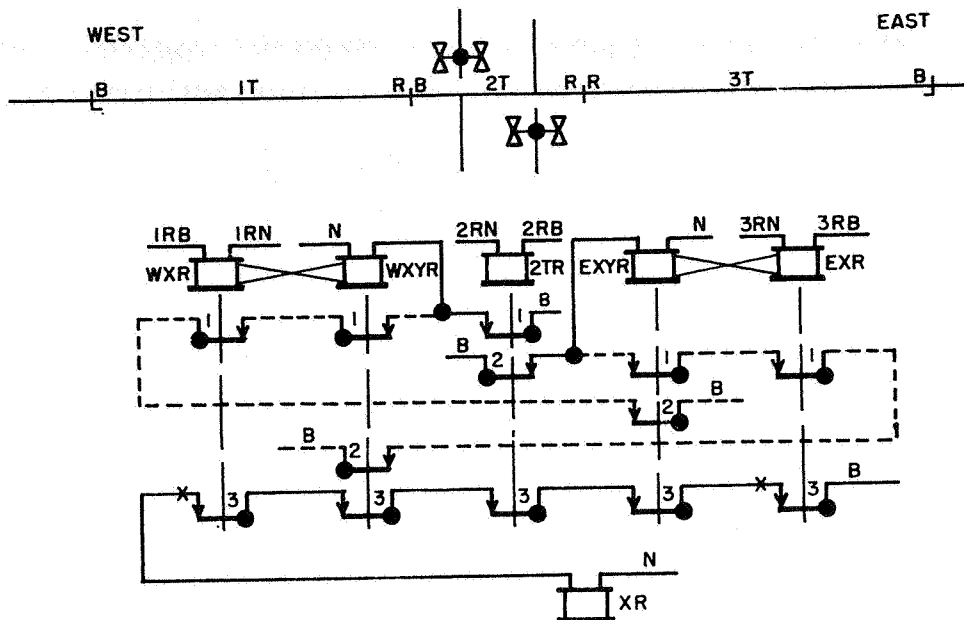 WEST EAST
B 1T R B 2T R R 3T B
1RB 1RN N 2RN 2RB N 3RN 3RB
WXR WXYR 2TR EXYR EXR
1 1 1 B
B 2 1 1
2 B
B 2
X 3 3 3 3 X 3 B
N
XR